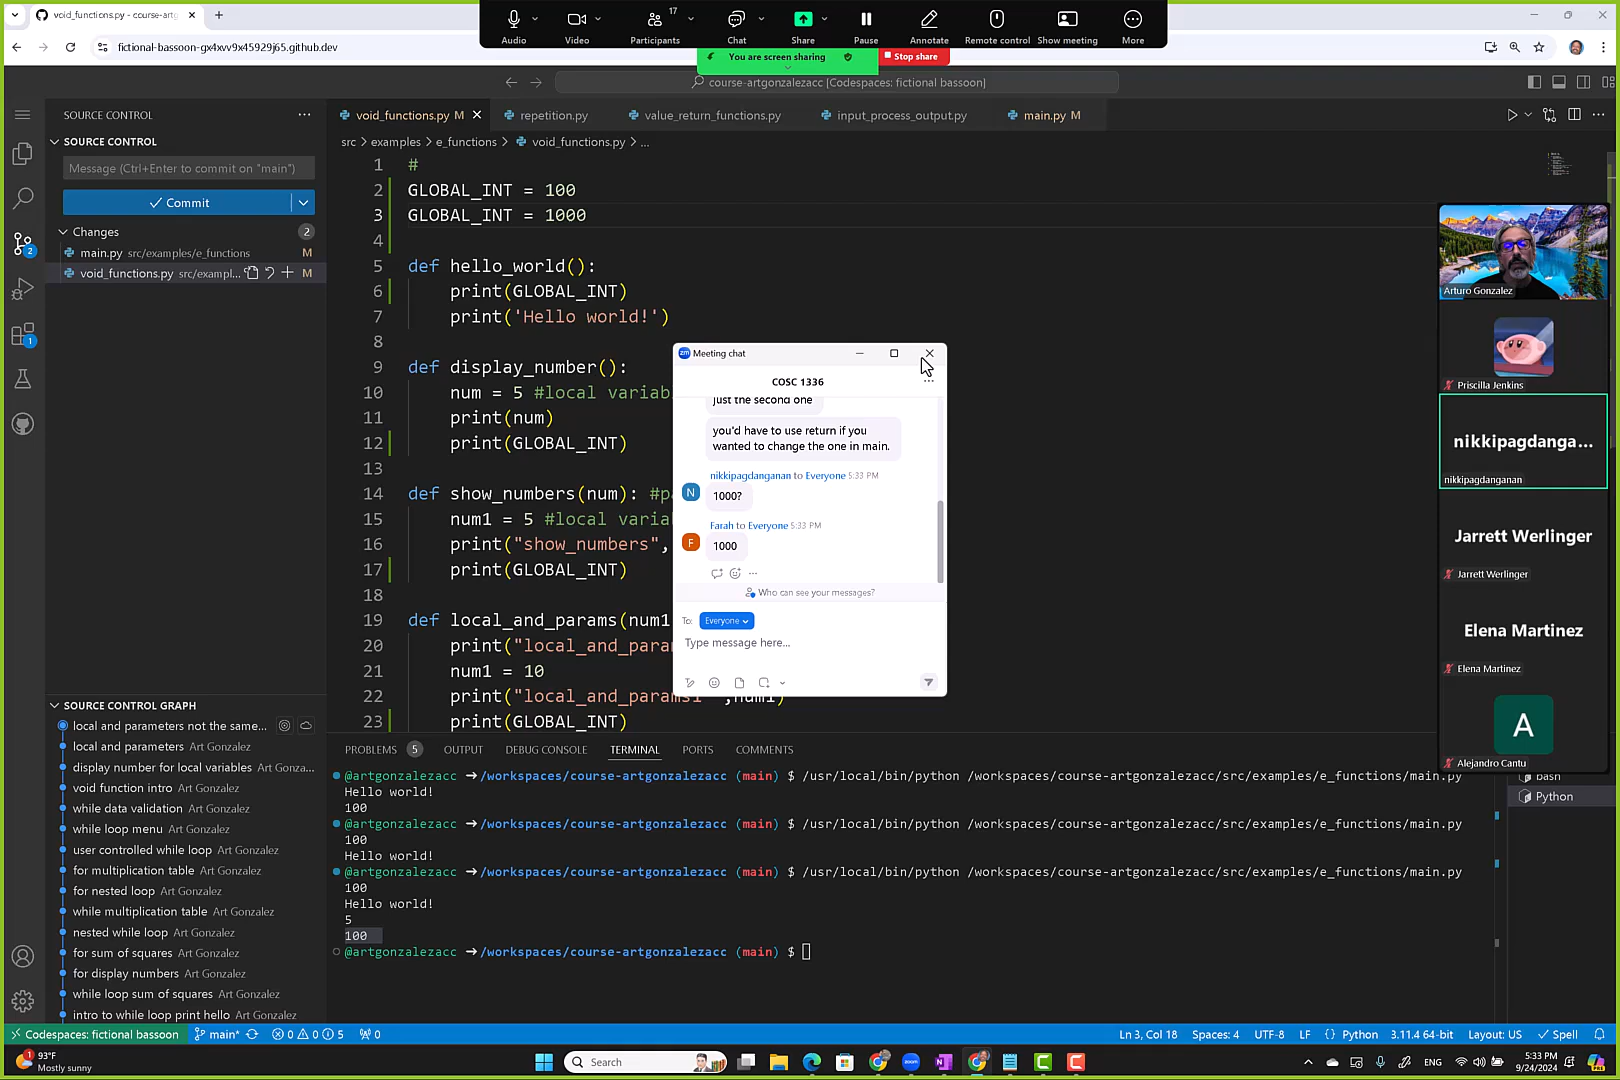 void_functions.py - course-artg
Audio
Video
17
Participants
Chat
Share
Pause
Annotate
Remote control
Show meeting
More
fictional-bassoon-gx4xvv9x45929j65.github.dev
You are screen sharing
Stop share
course-artgonzalezacc [Codespaces: fictional bassoon]
SOURCE CONTROL
void_functions.py M
repetition.py
value_return_functions.py
input_process_output.py
main.py M
SOURCE CONTROL
src > examples > e_functions > void_functions.py > ...
Message (Ctrl+Enter to commit on "main")
Commit
Changes 2
main.py src/examples/e_functions M
void_functions.py src/exampl... M
2
1
1 #
2 GLOBAL_INT = 100
3 GLOBAL_INT = 1000
4
5 def hello_world():
6 print(GLOBAL_INT)
7 print('Hello world!')
8
9 def display_number():
10 num = 5 #local variab
11 print(num)
12 print(GLOBAL_INT)
13
14 def show_numbers(num): #p
15 num1 = 5 #local varia
16 print("show_numbers",
17 print(GLOBAL_INT)
18
19 def local_and_params(num1
20 print("local_and_para
21 num1 = 10
22 print("local_and_params1 ",num1)
23 print(GLOBAL_INT)
zm Meeting chat
COSC 1336
just the second one
you'd have to use return if you
wanted to change the one in main.
nikkipagdanganan to Everyone 5:33 PM
N
1000?
Farah to Everyone 5:33 PM
F
1000
Who can see your messages?
To: Everyone
Type message here...
Arturo Gonzalez
Priscilla Jenkins
nikkipagdanga...
nikkipagdanganan
Jarrett Werlinger
Jarrett Werlinger
Elena Martinez
Elena Martinez
A
Alejandro Cantu
SOURCE CONTROL GRAPH
local and parameters not the same...
local and parameters Art Gonzalez
display number for local variables Art Gonza...
void function intro Art Gonzalez
while data validation Art Gonzalez
while loop menu Art Gonzalez
user controlled while loop Art Gonzalez
for multiplication table Art Gonzalez
for nested loop Art Gonzalez
while multiplication table Art Gonzalez
nested while loop Art Gonzalez
for sum of squares Art Gonzalez
for display numbers Art Gonzalez
while loop sum of squares Art Gonzalez
intro to while loop print hello Art Gonzalez
PROBLEMS 5 OUTPUT DEBUG CONSOLE TERMINAL PORTS COMMENTS
@artgonzalezacc ➜/workspaces/course-artgonzalezacc (main) $ /usr/local/bin/python /workspaces/course-artgonzalezacc/src/examples/e_functions/main.py
Hello world!
100
@artgonzalezacc ➜/workspaces/course-artgonzalezacc (main) $ /usr/local/bin/python /workspaces/course-artgonzalezacc/src/examples/e_functions/main.py
100
Hello world!
@artgonzalezacc ➜/workspaces/course-artgonzalezacc (main) $ /usr/local/bin/python /workspaces/course-artgonzalezacc/src/examples/e_functions/main.py
100
Hello world!
5
100
@artgonzalezacc ➜/workspaces/course-artgonzalezacc (main) $
bash
Python
Codespaces: fictional bassoon main* 0 0 5 0
Ln 3, Col 18 Spaces: 4 UTF-8 LF {} Python 3.11.4 64-bit Layout: US Spell
1
93°F
Mostly sunny
Search
ENG
5:33 PM
9/24/2024